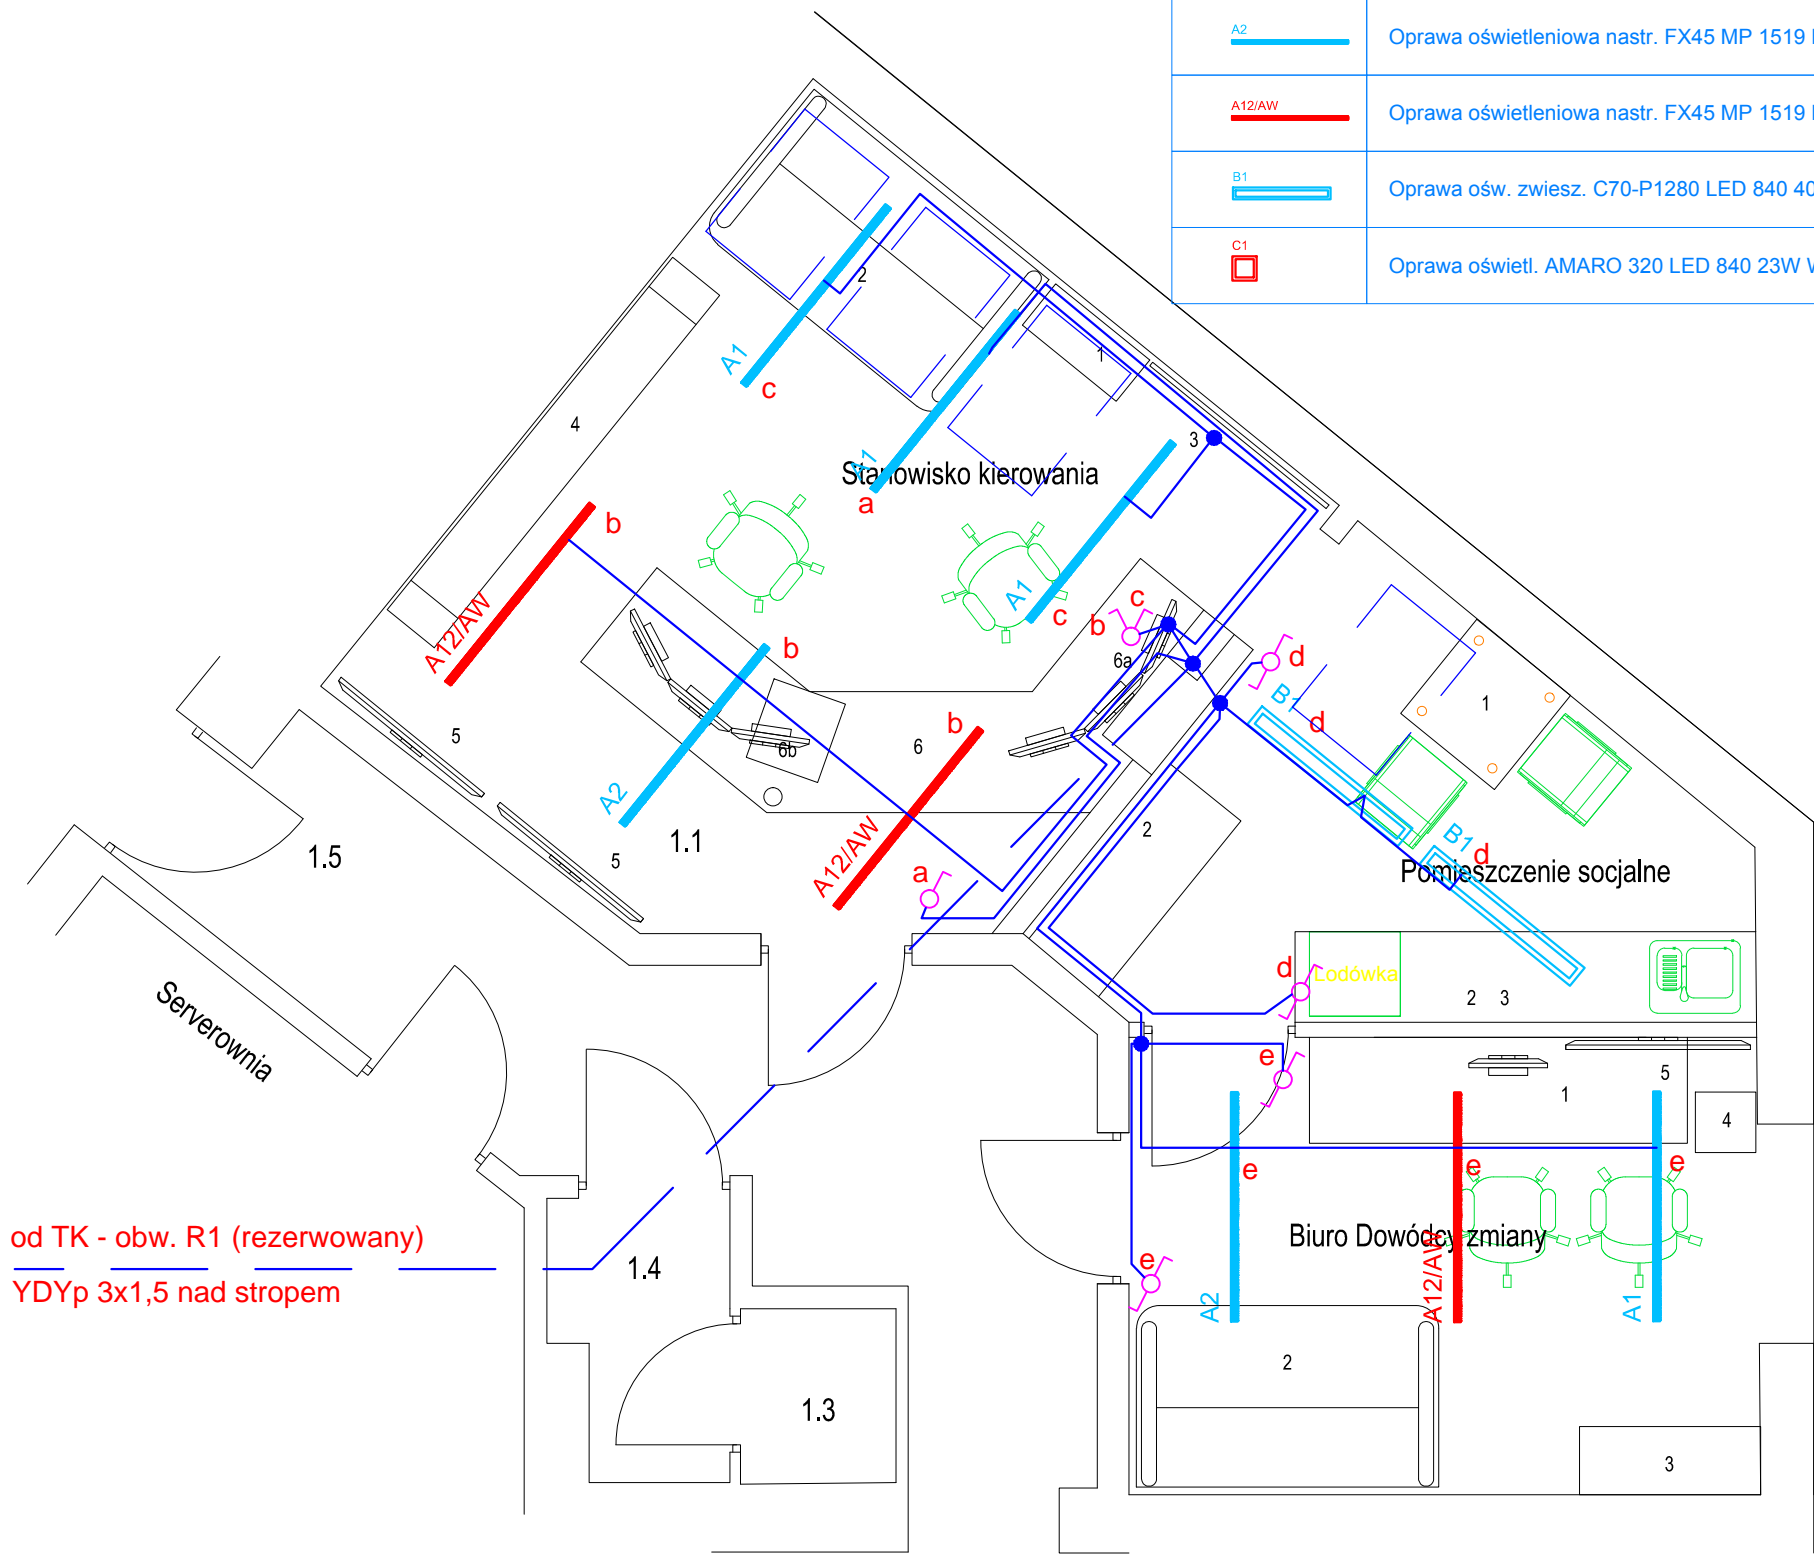 A2
Oprawa oświetleniowa nastr. FX45 MP 1519
A12/AW
Oprawa oświetleniowa nastr. FX45 MP 1519
B1
Oprawa ośw. zwiesz. C70-P1280 LED 840 40
C1
Oprawa oświetl. AMARO 320 LED 840 23W
2
1
A1
c
4
3
A1
Stanowisko kierowania
a
b
A1
c
c
b
A12/AW
b
6a
d
B1
d
1
b
5
6b
6
A2
1.1
1.5
5
A12/AW
a
2
B1
d
Pomieszczenie socjalne
d
Lodówka
2 3
Serwerownia
e
5
1
4
e
e
e
od TK - obw. R1 (rezerwowany)
YDYp 3x1,5 nad stropem
1.4
Biuro Dowódcy zmiany
e
A2
A12/AW
A1
2
1.3
3